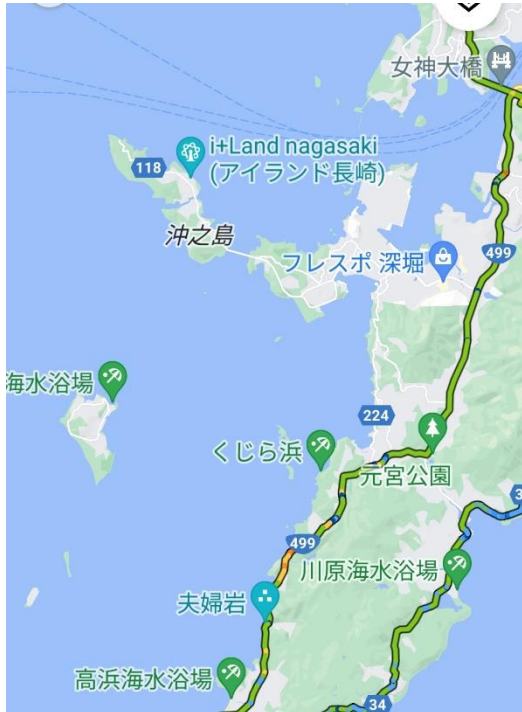 女神大橋
i+Land nagasaki
(アイランド長崎)
118
沖之島
499
フレスポ 深堀
海水浴場
224
くじら浜
元宮公園
3
499
川原海水浴場
夫婦岩
高浜海水浴場
34